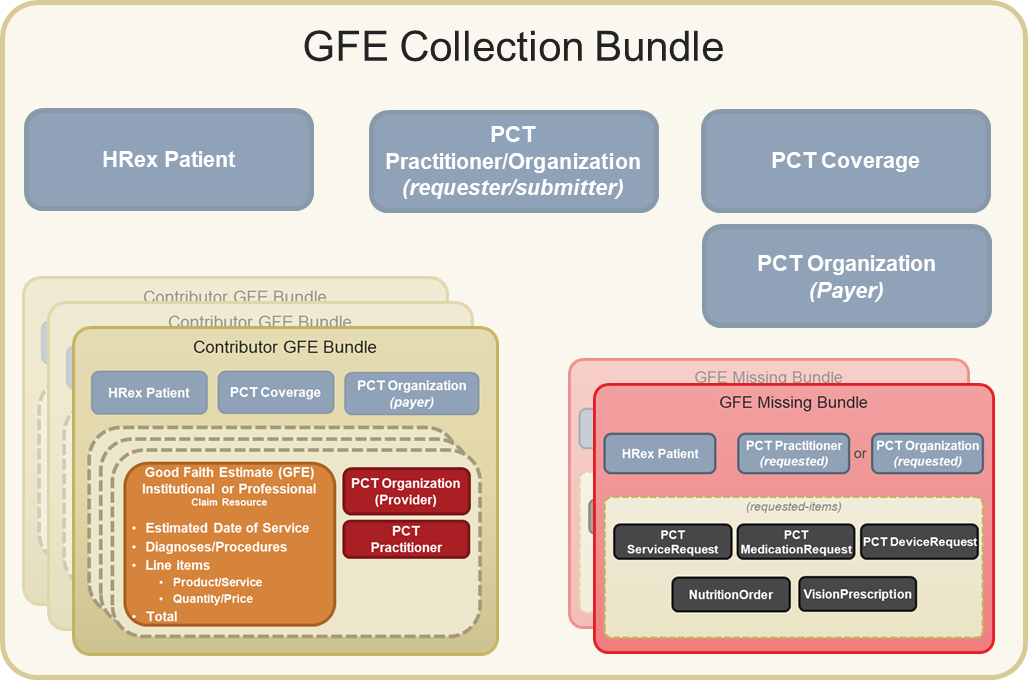 GFE Collection Bundle
HRex Patient
PCT
Practitioner/Organization
(requester/submitter)
PCT Coverage
PCT Organization
(Payer)
Contributor GFE Bundle
Contributor GFE Bundle
Contributor GFE Bundle
HRex Patient
PCT Coverage
PCT Organization
(payer)
Good Faith Estimate (GFE)
Institutional or Professional
Claim Resource
• Estimated Date of Service
• Diagnoses/Procedures
• Line items
• Product/Service
• Quantity/Price
• Total
PCT Organization
(Provider)
PCT
Practitioner
GFE Missing Bundle
GFE Missing Bundle
HRex Patient
PCT Practitioner
(requested)
or
PCT Organization
(requested)
(requested-items)
PCT
ServiceRequest
PCT
MedicationRequest
PCT DeviceRequest
NutritionOrder
VisionPrescription